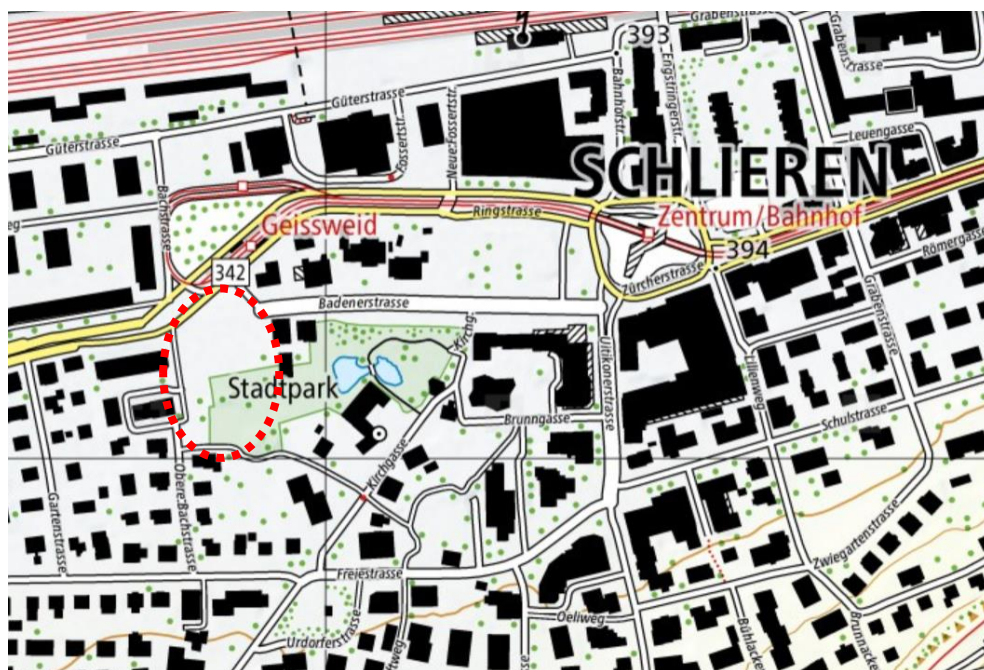 393
Grabenstrasse
Grabenstrasse
Bahnhofstr.
Engstringerstr.
Güterstrasse
Güterstrasse
Fossertstr.
Neue Fossertstr.
Leuengasse
SCHLIEREN
Bachstrasse
eg
Ringstrasse
Zentrum/Bahnhof
Geissweid
394
Römergasse
342
Zürcherstrasse
Badenerstrasse
Grabenstrasse
Kirchg.
Uitikonerstrasse
Lilienweg
Stadtpark
Brunngasse
Schulstrasse
Kirchgasse
Gartenstrasse
Obere Bachstrasse
Zwiegartenstrasse
Freiestrasse
Oeliweg
Urdorferstrasse
Bühlacker
Brunnack